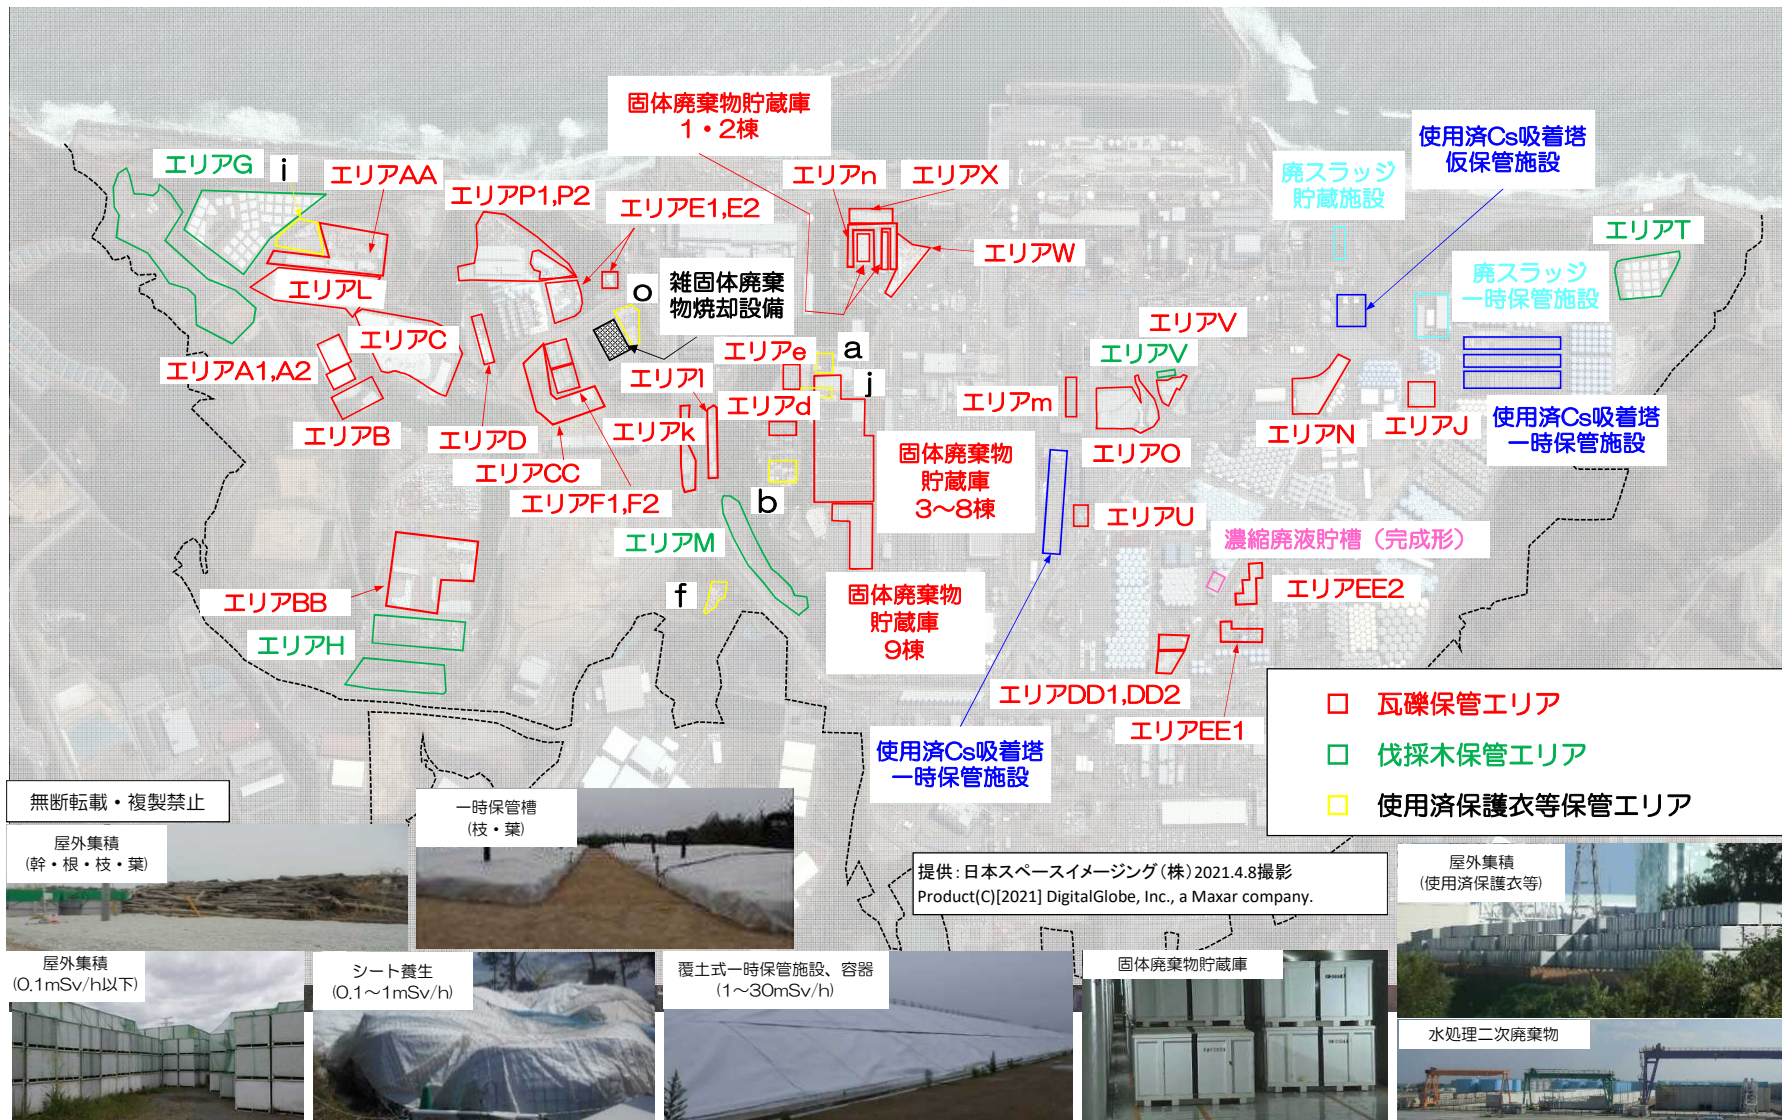 固体廃棄物貯蔵庫
1・2棟
使用済Cs吸着塔
仮保管施設
エリアG
i
エリアAA
エリアP1,P2
エリアE1,E2
エリアn
エリアX
廃スラッジ
貯蔵施設
エリアT
エリアW
エリアL
o
雑固体廃棄
物焼却設備
廃スラッジ
一時保管施設
エリアC
エリアA1,A2
エリアe
a
エリアV
エリアV
エリアl
j
エリアB
エリアD
エリアk
エリアd
エリアm
エリアO
エリアN
エリアJ
使用済Cs吸着塔
一時保管施設
エリアCC
エリアF1,F2
b
固体廃棄物
貯蔵庫
3～8棟
エリアU
エリアM
濃縮廃液貯槽（完成形）
エリアBB
f
固体廃棄物
貯蔵庫
9棟
エリアEE2
エリアH
エリアDD1,DD2
エリアEE1
使用済Cs吸着塔
一時保管施設
瓦礫保管エリア
伐採木保管エリア
使用済保護衣等保管エリア
無断転載・複製禁止
屋外集積
(幹・根・枝・葉)
一時保管槽
(枝・葉)
提供：日本スペースイメージング（株）2021.4.8撮影
Product(C)[2021] DigitalGlobe, Inc., a Maxar company.
屋外集積
(使用済保護衣等)
屋外集積
(0.1mSv/h以下)
シート養生
(0.1～1mSv/h)
覆土式一時保管施設、容器
(1～30mSv/h)
固体廃棄物貯蔵庫
水処理二次廃棄物